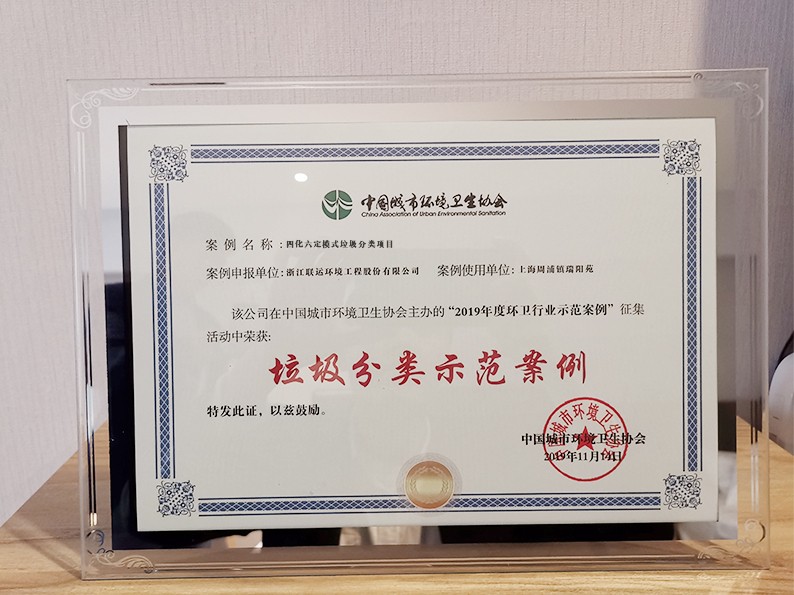 中国城市环境卫生协会
China Association of Urban Environmental Sanitation
案例名称:四化六定模式垃圾分类项目
案例申报单位:浙江联运环境工程股份有限公司 案例使用单位:上海周浦镇瑞阳苑
该公司在中国城市环境卫生协会主办的“2019年度环卫行业示范案例”征集
活动中荣获:
垃圾分类示范案例
特发此证,以兹鼓励。
中国城市环境卫生协会
2019年11月14日